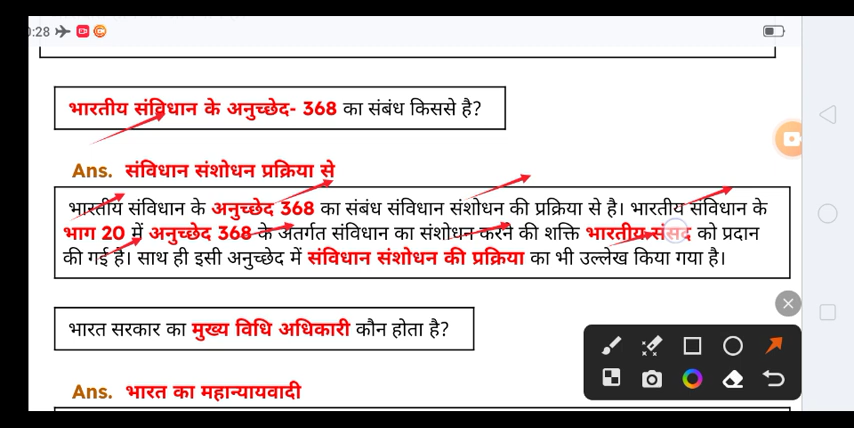 :28
भारतीय संविधान के अनुच्छेद- 368 का संबंध किससे है?
Ans. संविधान संशोधन प्रक्रिया से
भारतीय संविधान के अनुच्छेद 368 का संबंध संविधान संशोधन की प्रक्रिया से है। भारतीय संविधान के
भाग 20 में अनुच्छेद 368 के अंतर्गत संविधान का संशोधन करने की शक्ति भारतीय संसद को प्रदान
की गई है। साथ ही इसी अनुच्छेद में संविधान संशोधन की प्रक्रिया का भी उल्लेख किया गया है।
भारत सरकार का मुख्य विधि अधिकारी कौन होता है?
Ans. भारत का महान्यायवादी